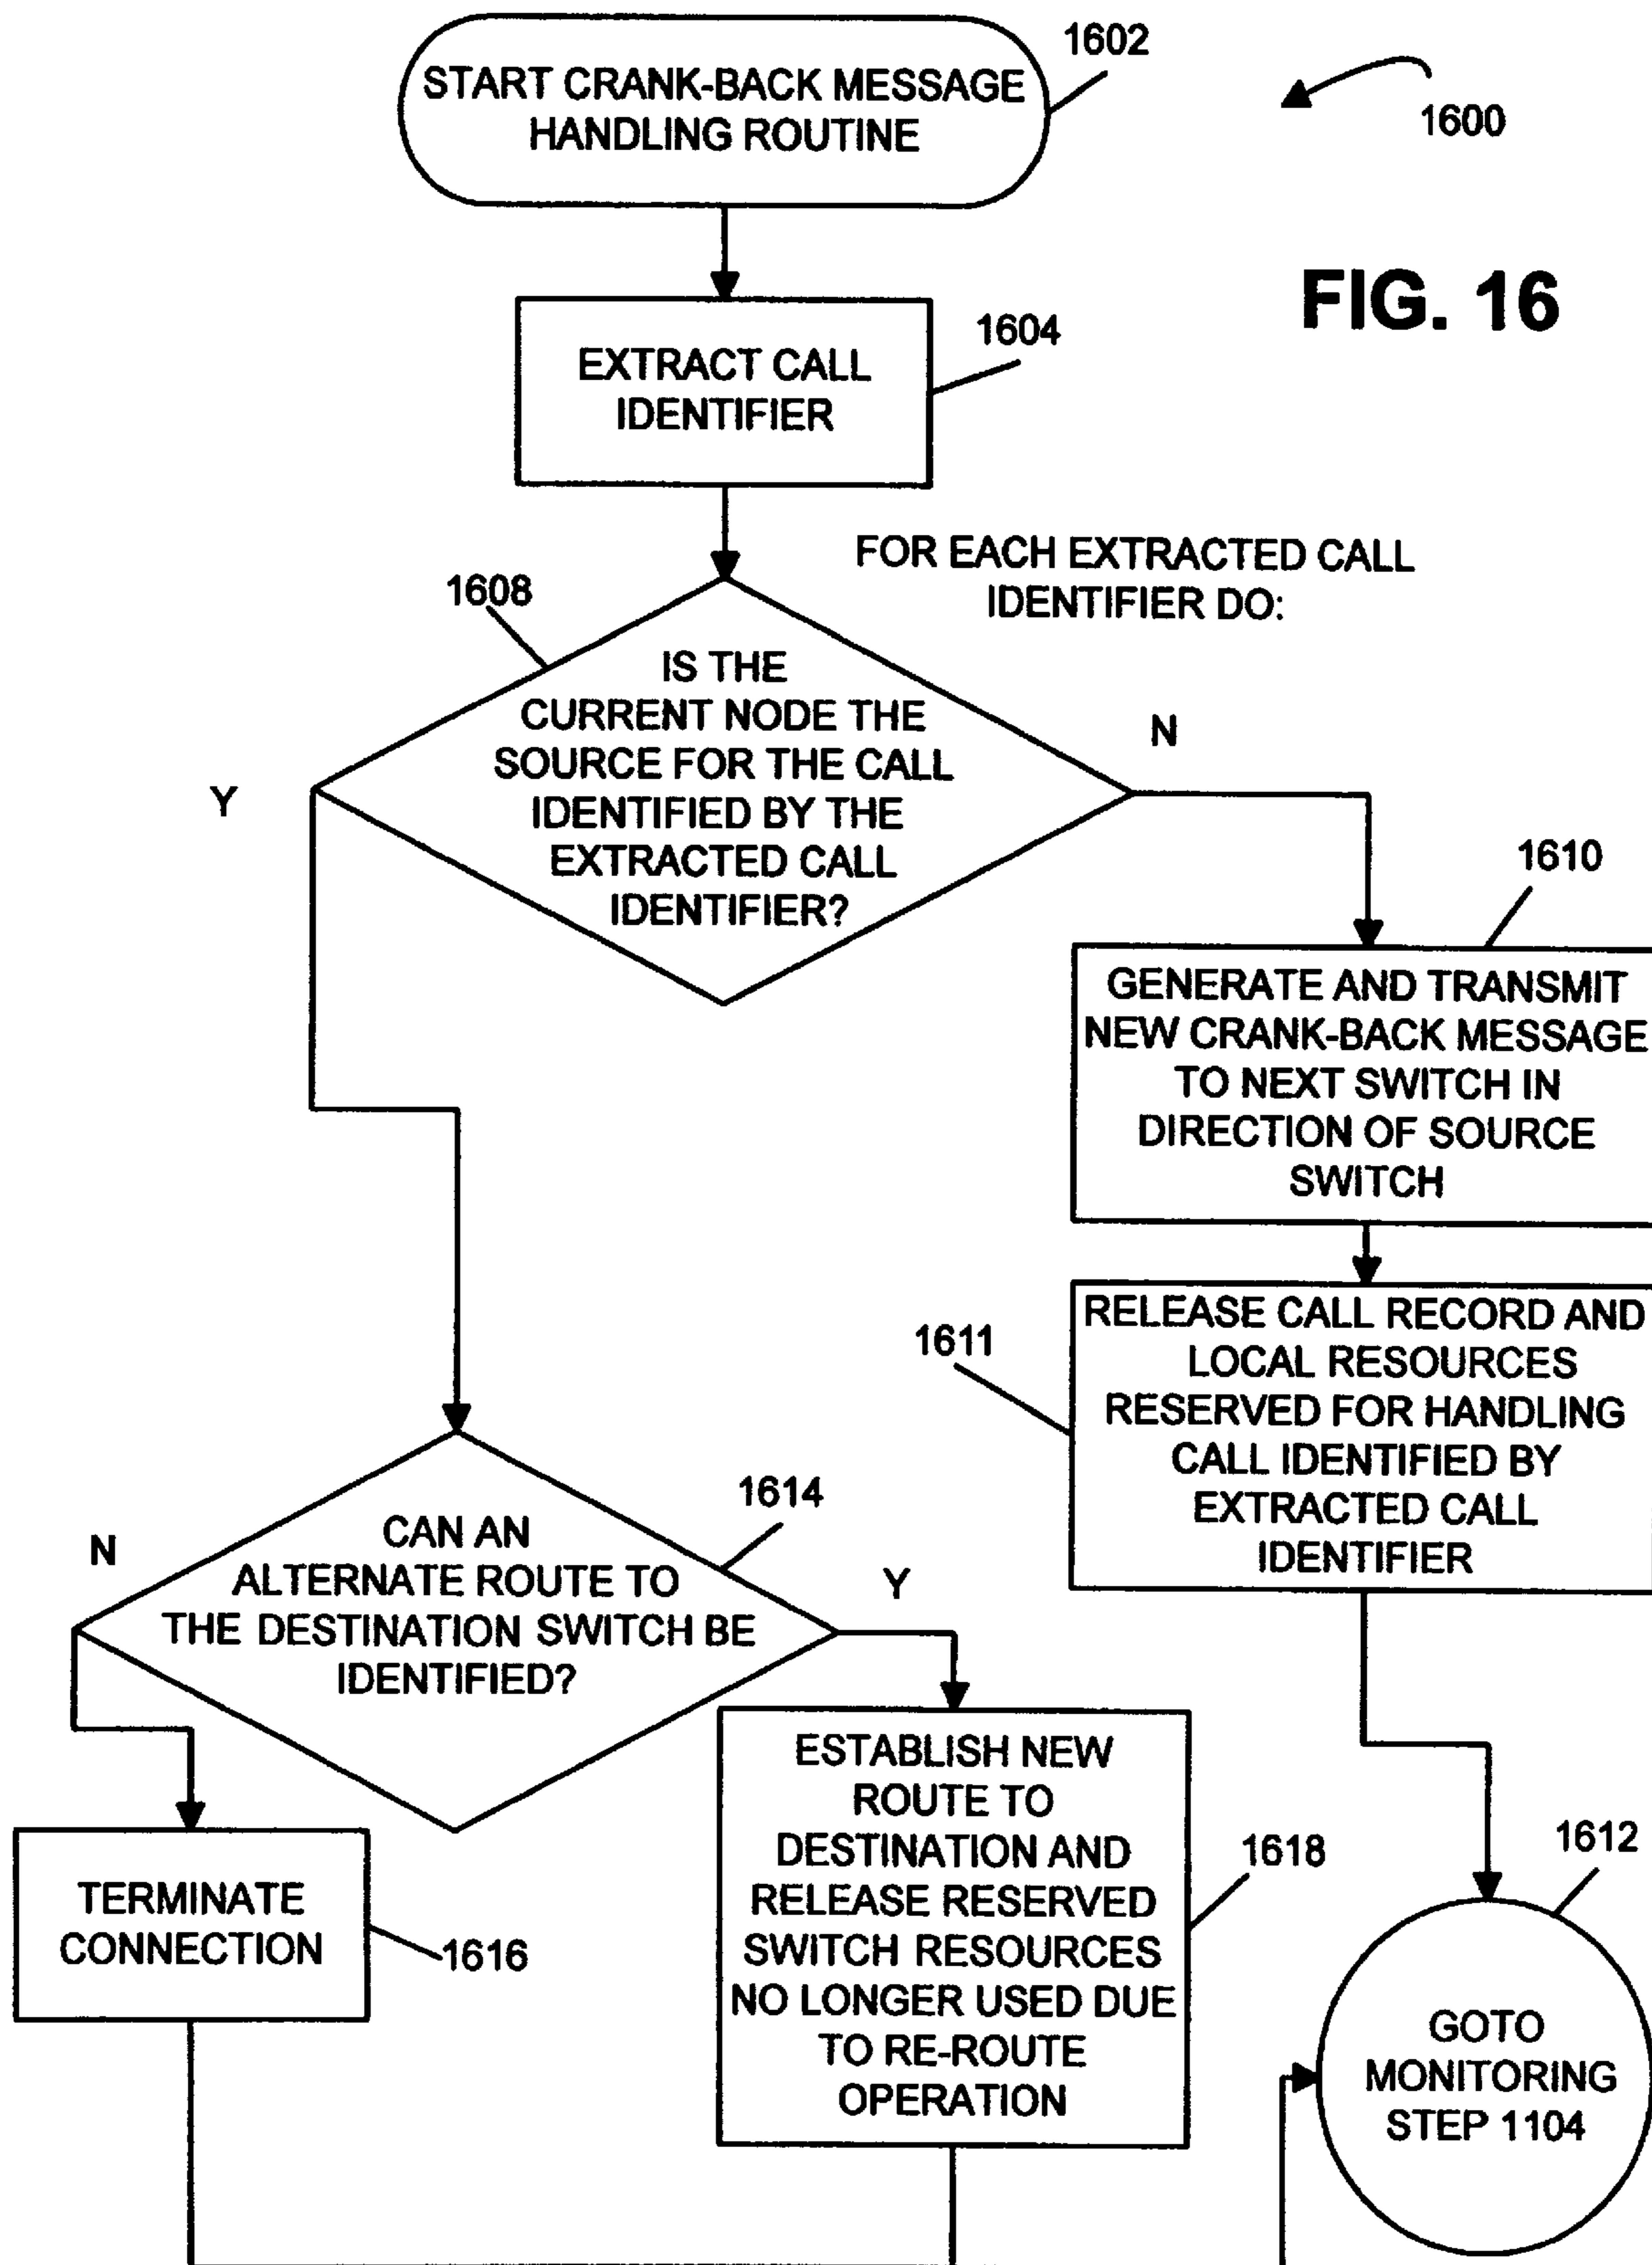 1602
START CRANK-BACK MESSAGE
HANDLING ROUTINE
1600
FIG. 16
1604
EXTRACT CALL
IDENTIFIER
FOR EACH EXTRACTED CALL
IDENTIFIER DO:
1608
IS THE
CURRENT NODE THE
SOURCE FOR THE CALL
IDENTIFIED BY THE
EXTRACTED CALL
IDENTIFIER?
Y
N
1610
GENERATE AND TRANSMIT
NEW CRANK-BACK MESSAGE
TO NEXT SWITCH IN
DIRECTION OF SOURCE
SWITCH
1611
RELEASE CALL RECORD AND
LOCAL RESOURCES
RESERVED FOR HANDLING
CALL IDENTIFIED BY
EXTRACTED CALL
IDENTIFIER
1614
CAN AN
ALTERNATE ROUTE TO
THE DESTINATION SWITCH BE
IDENTIFIED?
N
Y
TERMINATE
CONNECTION
1616
ESTABLISH NEW
ROUTE TO
DESTINATION AND
RELEASE RESERVED
SWITCH RESOURCES
NO LONGER USED DUE
TO RE-ROUTE
OPERATION
1618
1612
GOTO
MONITORING
STEP 1104